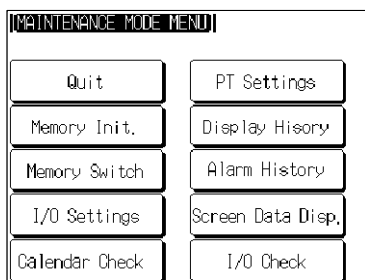 [MAINTENANCE MODE MENU]
Quit
PT Settings
Memory Init.
Display Hisory
Memory Switch
Alarm History
I/O Settings
Screen Data Disp.
Calendar Check
I/O Check